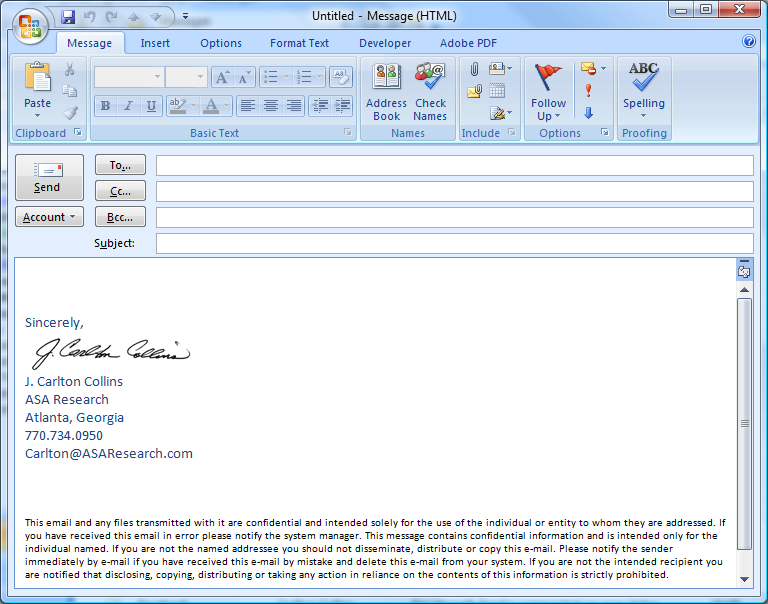 Untitled - Message (HTML)
Message Insert Options Format Text Developer Adobe PDF
Paste
Clipboard
B I U
ab A
Basic Text
Address Book
Check Names
Names
Include
Follow Up
Options
ABC
Spelling
Proofing
Send
To...
Cc...
Account
Bcc...
Subject:
Sincerely,
J. Carlton Collins
J. Carlton Collins
ASA Research
Atlanta, Georgia
770.734.0950
Carlton@ASAResearch.com
This email and any files transmitted with it are confidential and intended solely for the use of the individual or entity to whom they are addressed. If
you have received this email in error please notify the system manager. This message contains confidential information and is intended only for the
individual named. If you are not the named addressee you should not disseminate, distribute or copy this e-mail. Please notify the sender
immediately by e-mail if you have received this e-mail by mistake and delete this e-mail from your system. If you are not the intended recipient you
are notified that disclosing, copying, distributing or taking any action in reliance on the contents of this information is strictly prohibited.